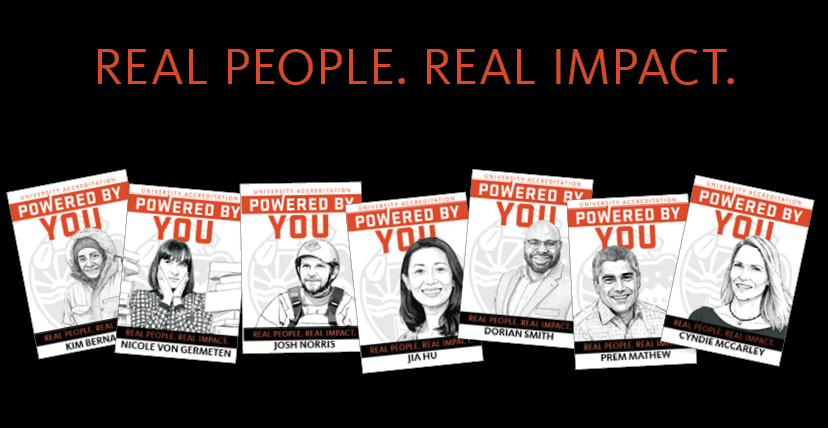 REAL PEOPLE. REAL IMPACT.
UNIVERSITY ACCREDITATION
POWERED BY
YOU
REAL PEOPLE. REAL
KIM BERNA
UNIVERSITY ACCREDITATION
POWERED BY
YOU
REAL PEOPLE. REAL IMPACT.
NICOLE VON GERMETEN
UNIVERSITY ACCREDITATION
POWERED BY
YOU
REAL PEOPLE. REAL IMPACT.
JOSH NORRIS
UNIVERSITY ACCREDITATION
POWERED BY
YOU
REAL PEOPLE. REAL IMPACT.
JIA HU
UNIVERSITY ACCREDITATION
POWERED BY
YOU
REAL PEOPLE. REAL IMPACT.
DORIAN SMITH
UNIVERSITY ACCREDITATION
POWERED BY
YOU
REAL PEOPLE. REAL
PREM MATHEW
UNIVERSITY ACCREDITATION
POWERED BY
YOU
REAL PEOPLE. REAL IMPACT.
CYNDIE MCCARLEY